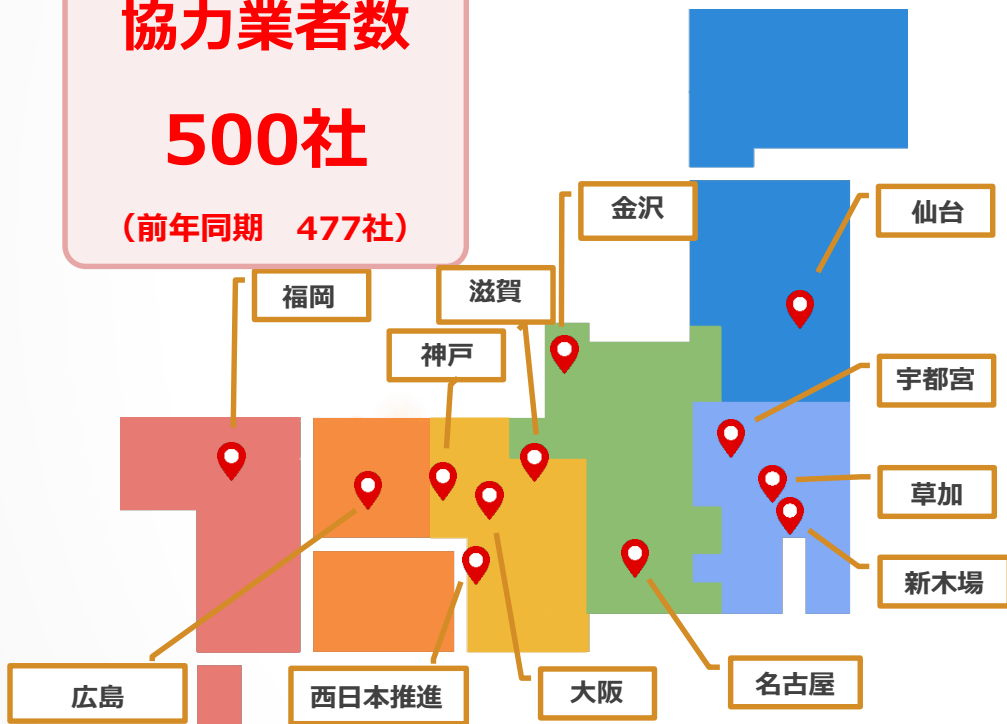 協力業者数
500社
（前年同期　477社）
金沢
仙台
福岡
滋賀
神戸
宇都宮
草加
新木場
広島
西日本推進
大阪
名古屋